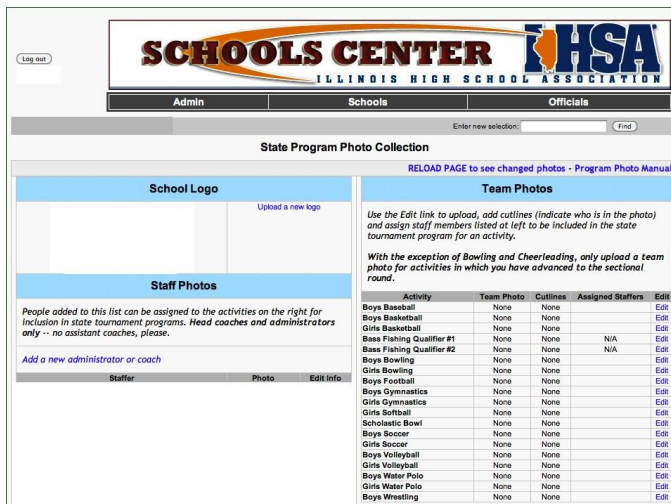 Log out
SCHOOLS CENTER IHSA
ILLINOIS HIGH SCHOOL ASSOCIATION
Admin Schools Officials
Enter new selection: Find
State Program Photo Collection
RELOAD PAGE to see changed photos - Program Photo Manual
School Logo
Upload a new logo
Staff Photos
People added to this list can be assigned to the activities on the right for
inclusion in state tournament programs. Head coaches and administrators
only -- no assistant coaches, please.
Add a new administrator or coach
Staffer Photo Edit Info
Team Photos
Use the Edit link to upload, add cutlines (indicate who is in the photo)
and assign staff members listed at left to be included in the state
tournament program for an activity.
With the exception of Bowling and Cheerleading, only upload a team
photo for activities in which you have advanced to the sectional
round.
Activity Team Photo Cutlines Assigned Staffers Edit
Boys Baseball None None Edit
Boys Basketball None None Edit
Girls Basketball None None Edit
Bass Fishing Qualifier #1 None None N/A Edit
Bass Fishing Qualifier #2 None None N/A Edit
Boys Bowling None None Edit
Girls Bowling None None Edit
Boys Football None None Edit
Boys Gymnastics None None Edit
Girls Gymnastics None None Edit
Girls Softball None None Edit
Scholastic Bowl None None Edit
Boys Soccer None None Edit
Girls Soccer None None Edit
Boys Volleyball None None Edit
Girls Volleyball None None Edit
Boys Water Polo None None Edit
Girls Water Polo None None Edit
Boys Wrestling None None Edit